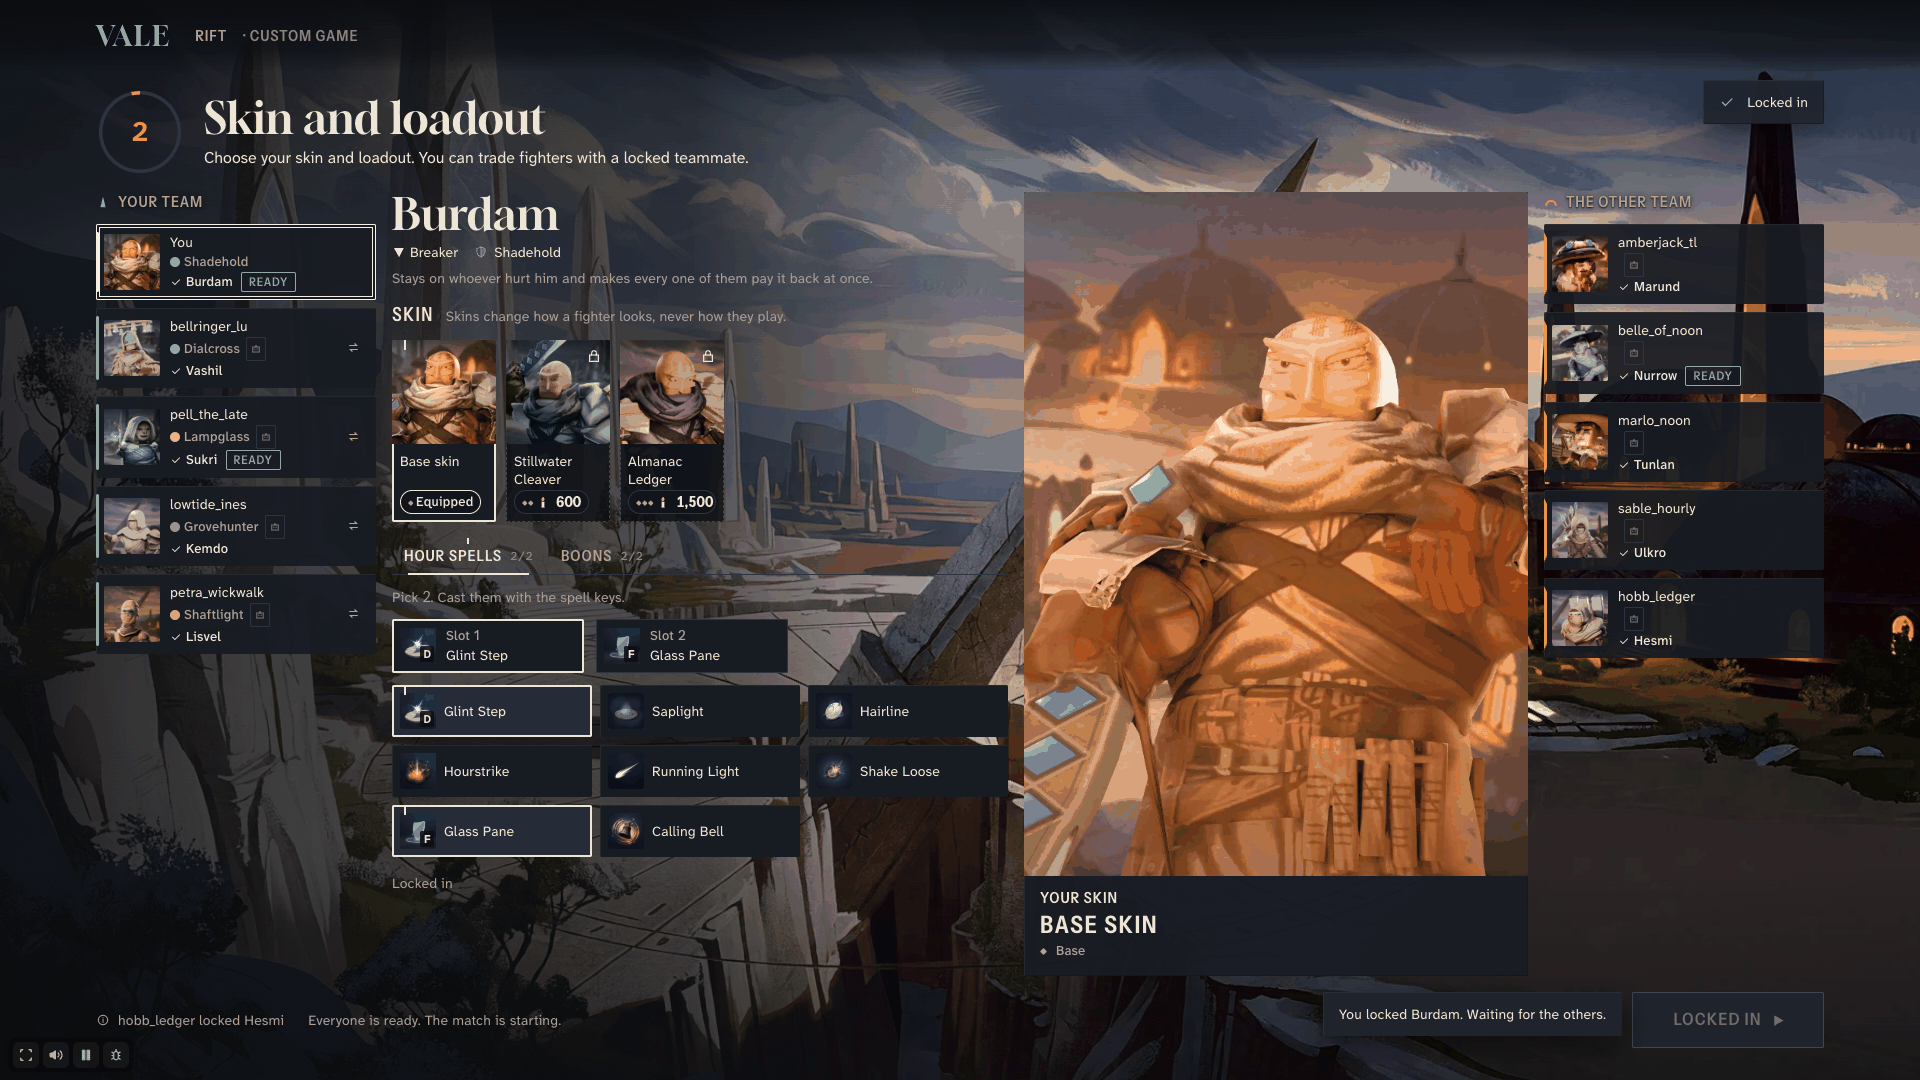 VALE RIFT · CUSTOM GAME
2
Skin and loadout
Choose your skin and loadout. You can trade fighters with a locked teammate.
Locked in
YOUR TEAM
You
Shadehold
Burdam READY
bellringer_lu
Dialcross
Vashil
pell_the_late
Lampglass
Sukri READY
lowtide_ines
Grovehunter
Kemdo
petra_wickwalk
Shaftlight
Lisvel
Burdam
Breaker Shadehold
Stays on whoever hurt him and makes every one of them pay it back at once.
SKIN Skins change how a fighter looks, never how they play.
Base skin
Equipped
Stillwater
Cleaver
600
Almanac
Ledger
1,500
HOUR SPELLS 2/2 BOONS 2/2
Pick 2. Cast them with the spell keys.
D
Slot 1
Glint Step
F
Slot 2
Glass Pane
D Glint Step
Saplight
Hairline
Hourstrike
Running Light
Shake Loose
F Glass Pane
Calling Bell
Locked in
YOUR SKIN
BASE SKIN
Base
THE OTHER TEAM
amberjack_tl
Marund
belle_of_noon
Nurrow READY
marlo_noon
Tunlan
sable_hourly
Ulkro
hobb_ledger
Hesmi
hobb_ledger locked Hesmi Everyone is ready. The match is starting.
You locked Burdam. Waiting for the others.
LOCKED IN